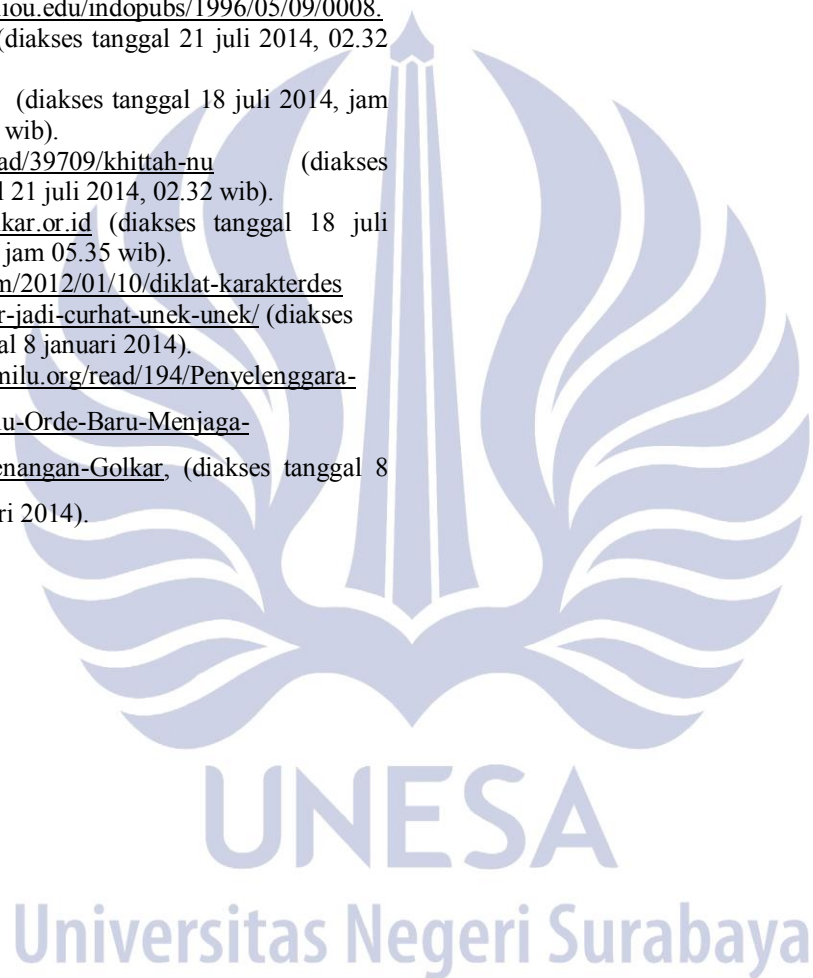 iou.edu/indopubs/1996/05/09/0008.
(diakses tanggal 21 juli 2014, 02.32
(diakses tanggal 18 juli 2014, jam
wib).
ad/39709/khittah-nu (diakses
l 21 juli 2014, 02.32 wib).
kar.or.id (diakses tanggal 18 juli
jam 05.35 wib).
m/2012/01/10/diklat-karakterdes
r-jadi-curhat-unek-unek/ (diakses
al 8 januari 2014).
milu.org/read/194/Penyelenggara-
lu-Orde-Baru-Menjaga-
enangan-Golkar, (diakses tanggal 8
ri 2014).
UNESA
Universitas Negeri Surabaya